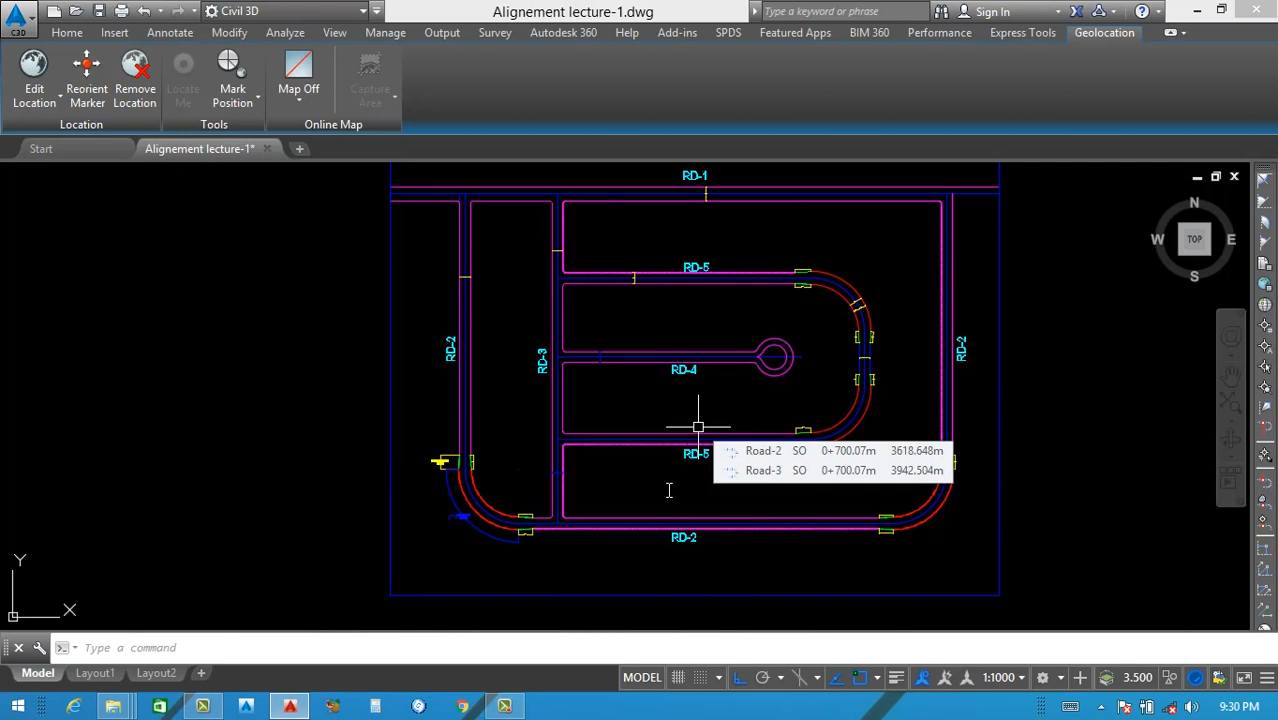 Civil 3D
Alignement lecture-1.dwg
Type a keyword or phrase
Sign In
C3D
Home Insert Annotate Modify Analyze View Manage Output Survey Autodesk 360 Help Add-ins SPDS Featured Apps BIM 360 Performance Express Tools Geolocation
Edit Location
Reorient Marker
Remove Location
Locate Me
Mark Position
Map Off
Capture Area
Location Tools Online Map
Start Alignement lecture-1*
RD-1
N
W TOP E
S
RD-5
RD-2
RD-3
RD-2
RD-4
RD-5
Road-2 SO 0+700.07m 3618.648m
Road-3 SO 0+700.07m 3942.504m
RD-2
Y
X
Type a command
Model Layout1 Layout2
MODEL 1:1000 3.500
9:30 PM